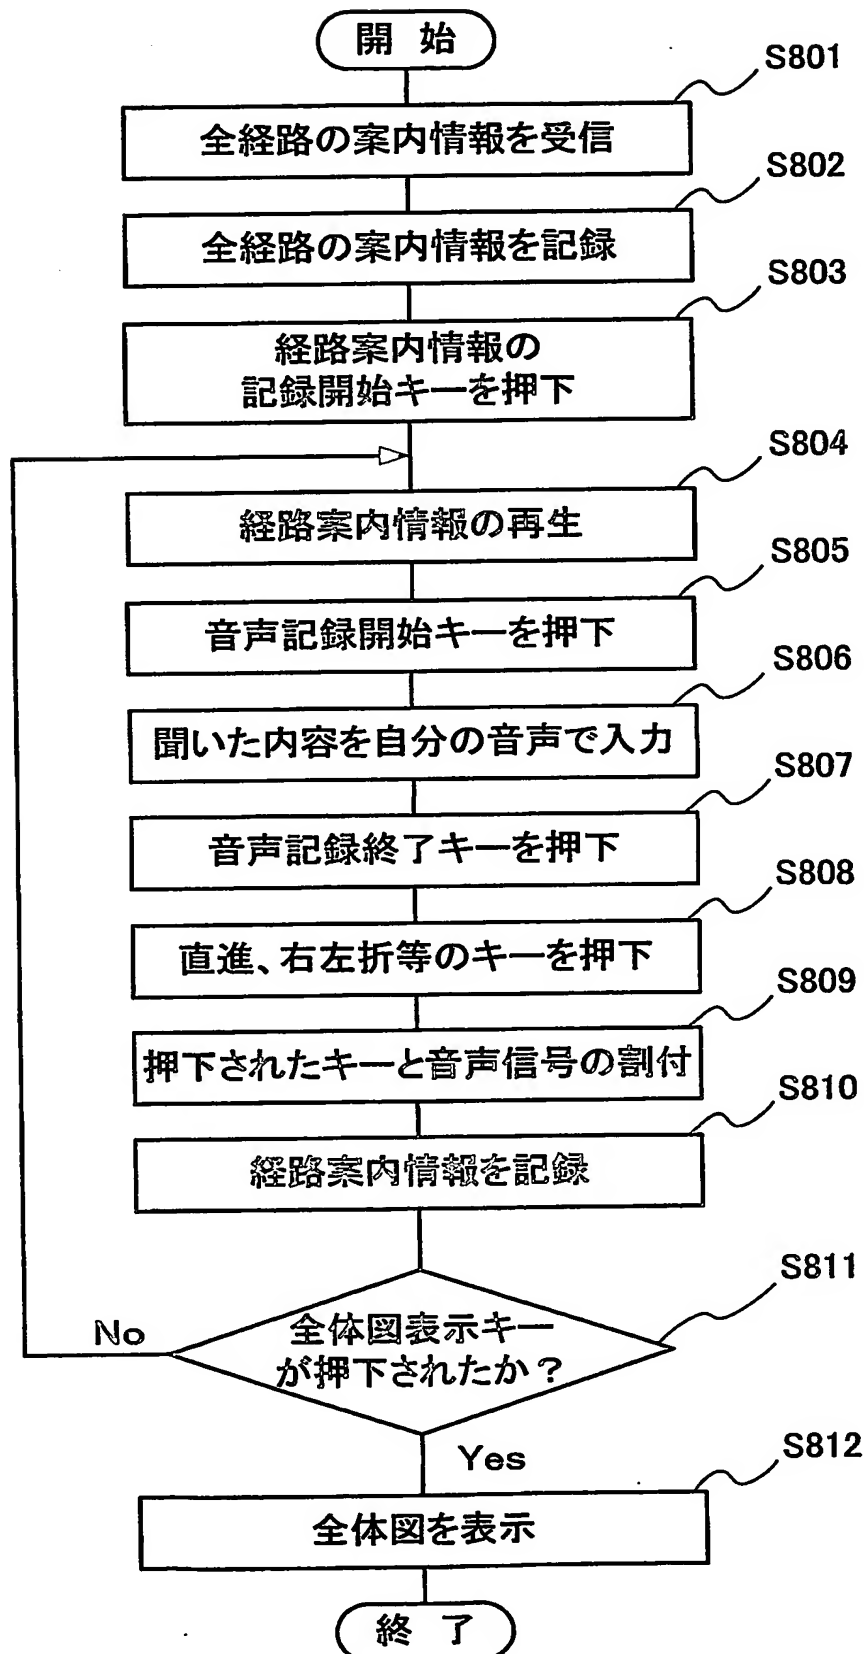 開 始
S801
全経路の案内情報を受信
S802
全経路の案内情報を記録
S803
経路案内情報の
記録開始キーを押下
S804
経路案内情報の再生
S805
音声記録開始キーを押下
S806
聞いた内容を自分の音声で入力
S807
音声記録終了キーを押下
S808
直進、右左折等のキーを押下
S809
押下されたキーと音声信号の割付
S810
経路案内情報を記録
S811
全体図表示キー
が押下されたか？
No
Yes
S812
全体図を表示
終 了